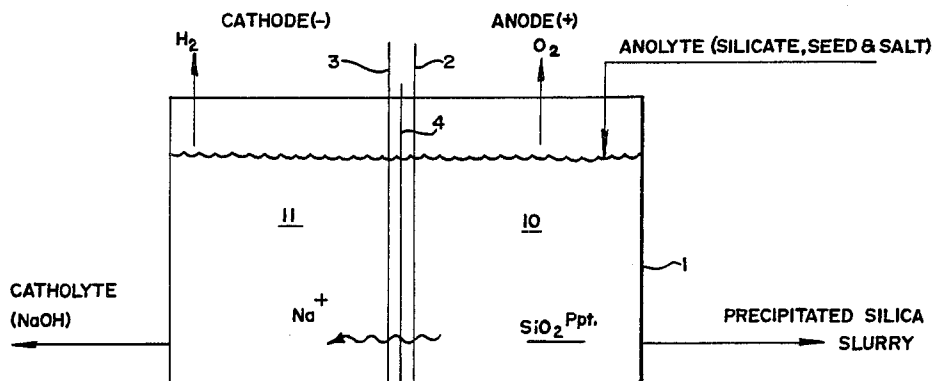 CATHODE(-)
ANODE(+)
H2
O2
ANOLYTE (SILICATE, SEED & SALT)
3
2
4
11
10
1
CATHOLYTE
(NaOH)
Na+
SiO2 Ppt.
PRECIPITATED SILICA
SLURRY